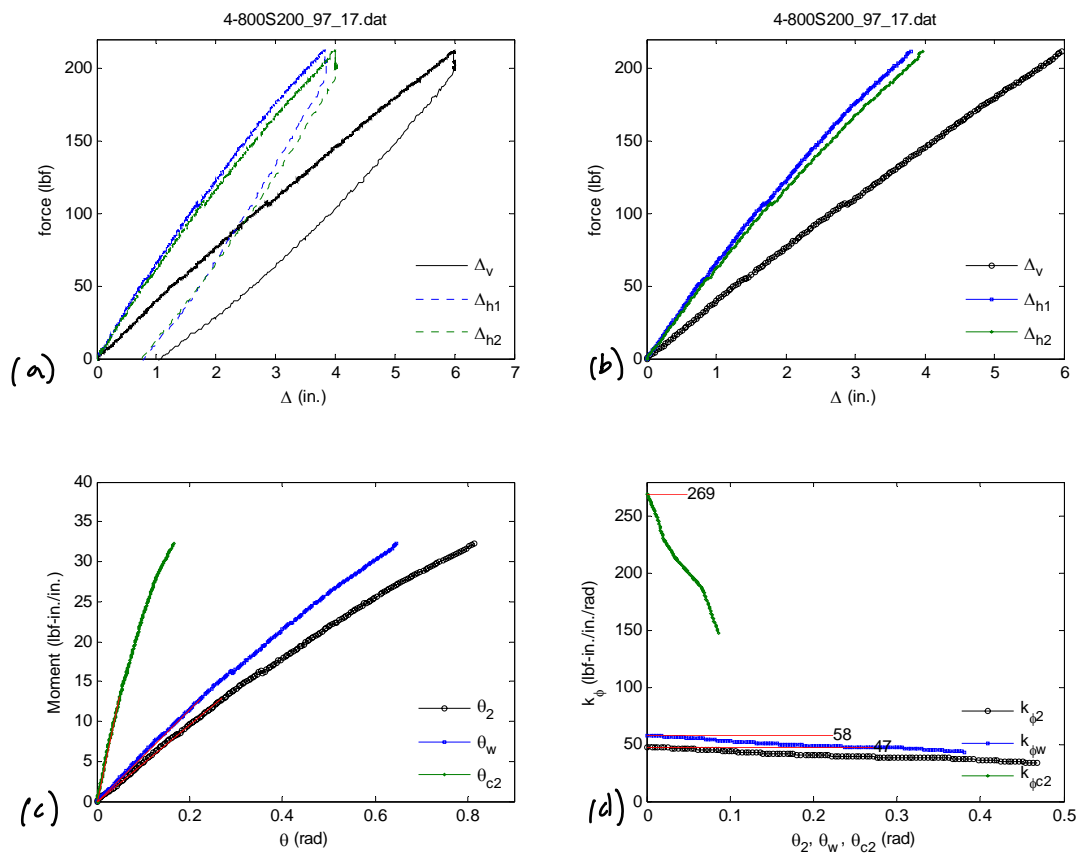 4-800S200_97_17.dat
200
150
100
50
0
force (lbf)
Δv
Δh1
Δh2
0 1 2 3 4 5 6 7
Δ (in.)
(a)
4-800S200_97_17.dat
200
150
100
50
0
force (lbf)
Δv
Δh1
Δh2
0 1 2 3 4 5 6
Δ (in.)
(b)
40
35
30
25
20
15
10
5
0
Moment (lbf-in./in.)
θ2
θw
θc2
0 0.2 0.4 0.6 0.8
θ (rad)
(c)
250
200
150
100
50
0
kϕ (lbf-in./in./rad)
269
58
47
kϕ2
kϕw
kϕc2
0 0.1 0.2 0.3 0.4 0.5
θ2, θw, θc2 (rad)
(d)